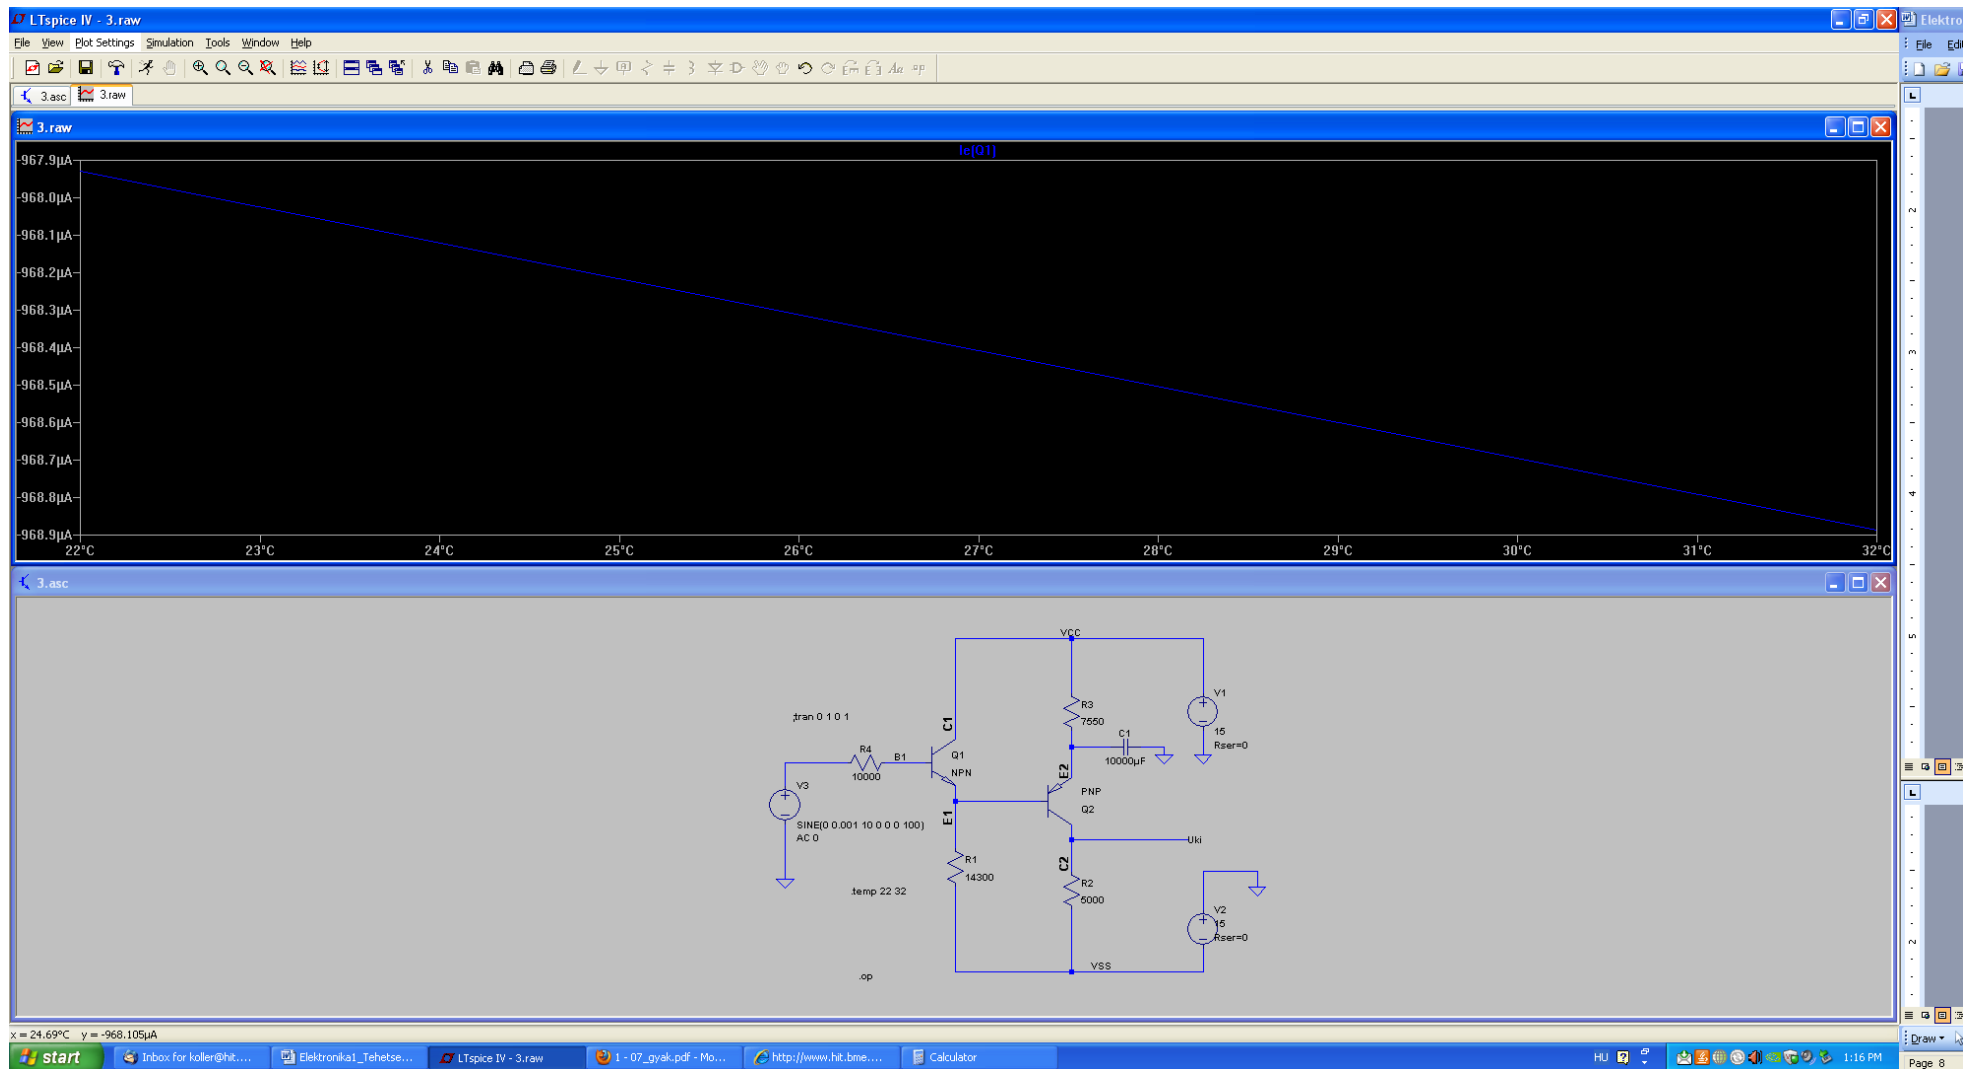 LTspice IV - 3.raw
Elektro
File View Plot Settings Simulation Tools Window Help
File Edi
3.asc 3.raw
3.raw
Ie(Q1)
-967.9µA
-968.0µA
-968.1µA
-968.2µA
-968.3µA
-968.4µA
-968.5µA
-968.6µA
-968.7µA
-968.8µA
-968.9µA
22°C 23°C 24°C 25°C 26°C 27°C 28°C 29°C 30°C 31°C 32°C
3.asc
VCC
V1
15
Rser=0
R3
7550
C1
10000µF
;tran 0 1 0 1
C1
Q1
NPN
R4
10000
B1
E2
PNP
Q2
V3
SINE(0 0.001 10 0 0 0 100)
AC 0
E1
Uki
R1
14300
C2
R2
5000
.temp 22 32
V2
15
Rser=0
VSS
.op
x = 24.69°C y = -968.105µA
start
Inbox for koller@hit....
Elektronika1_Tehetse...
LTspice IV - 3.raw
1 - 07_gyak.pdf - Mo...
http://www.hit.bme....
Calculator
HU
1:16 PM
Draw
Page 8